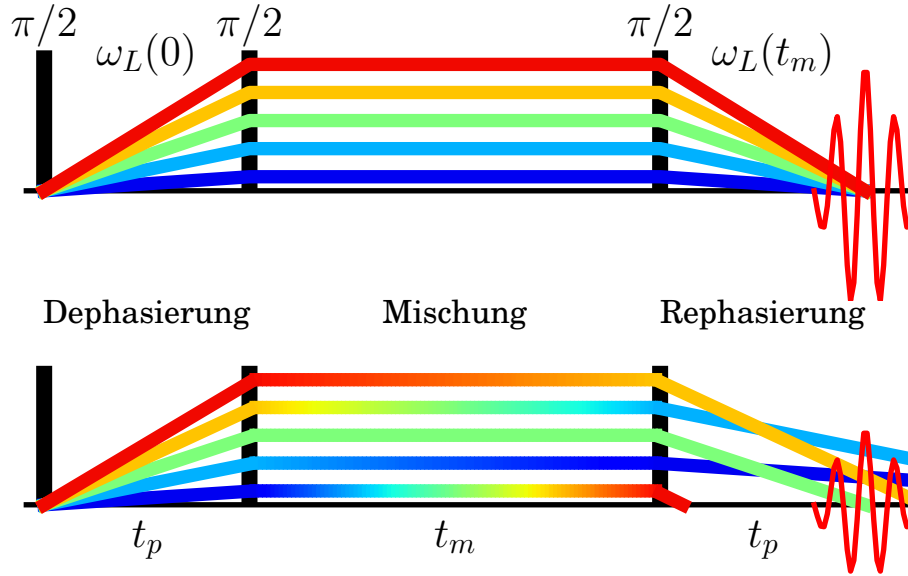 π/2 π/2 π/2
ω_L(0) ω_L(t_m)
Dephasierung Mischung Rephasierung
t_p t_m t_p